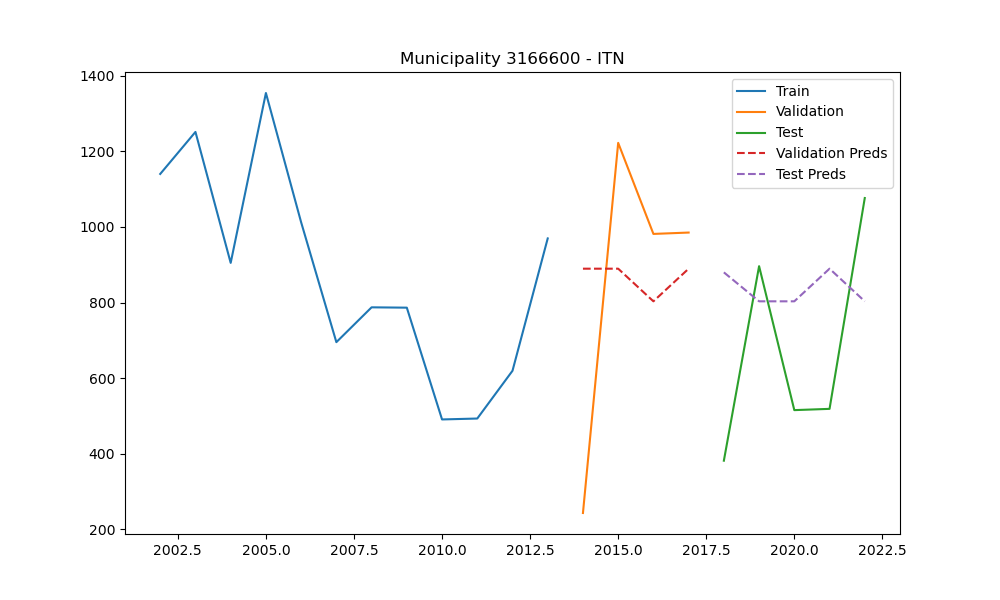 Municipality 3166600 - ITN
1400
1200
1000
800
600
400
200
2002.5 2005.0 2007.5 2010.0 2012.5 2015.0 2017.5 2020.0 2022.5
Train
Validation
Test
Validation Preds
Test Preds